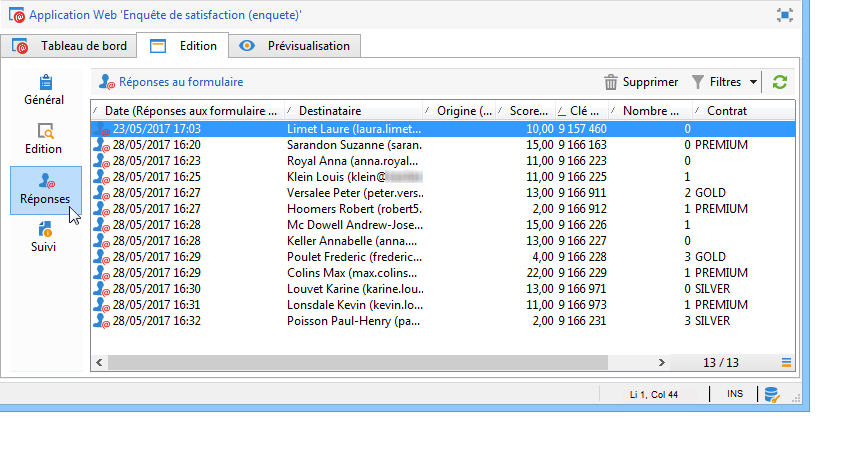 Application Web 'Enquête de satisfaction (enquete)'
Tableau de bord Edition Prévisualisation
Général
Edition
Réponses
Suivi
Réponses au formulaire Supprimer Filtres
Date (Réponses aux formulaire ... Destinataire Origine (... Score... Clé ... Nombre ... Contrat
23/05/2017 17:03 Limet Laure (laura.limet... 10,00 9 157 460 0
28/05/2017 16:20 Sarandon Suzanne (saran... 15,00 9 166 163 0 PREMIUM
28/05/2017 16:23 Royal Anna (anna.royal... 11,00 9 166 223 0
28/05/2017 16:25 Klein Louis (klein@ 11,00 9 166 225 1
28/05/2017 16:27 Versalee Peter (peter.vers... 13,00 9 166 911 2 GOLD
28/05/2017 16:27 Hoomers Robert (robert5... 2,00 9 166 912 1 PREMIUM
28/05/2017 16:28 Mc Dowell Andrew-Jose... 15,00 9 166 226 1
28/05/2017 16:28 Keller Annabelle (anna.... 13,00 9 166 227 0
28/05/2017 16:29 Poulet Frederic (frederic... 4,00 9 166 228 3 GOLD
28/05/2017 16:29 Colins Max (max.colins... 22,00 9 166 229 1 PREMIUM
28/05/2017 16:30 Louvet Karine (karine.lou... 13,00 9 166 971 0 SILVER
28/05/2017 16:31 Lonsdale Kevin (kevin.lo... 11,00 9 166 973 1 PREMIUM
28/05/2017 16:32 Poisson Paul-Henry (pa... 2,00 9 166 231 3 SILVER
13 / 13
Li 1, Col 44 INS